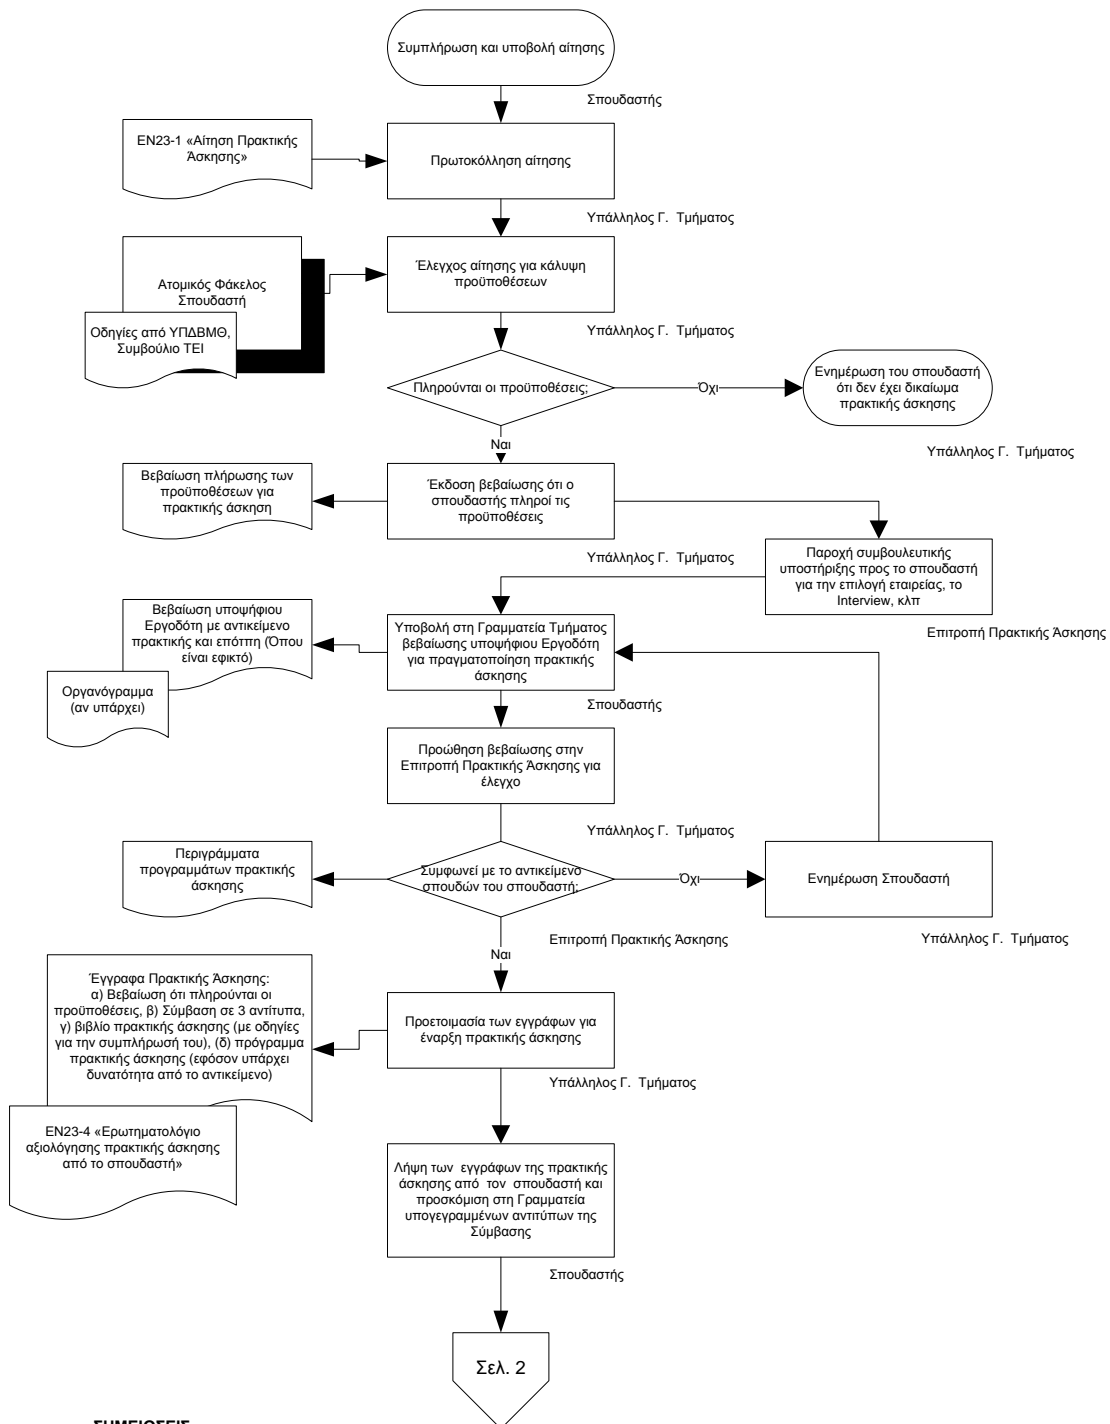 Συμπλήρωση και υποβολή αίτησης
Σπουδαστής
ΕΝ23-1 «Αίτηση Πρακτικής
Άσκησης»
Πρωτοκόλληση αίτησης
Υπάλληλος Γ. Τμήματος
Ατομικός Φάκελος
Σπουδαστή
Οδηγίες από ΥΠΔΒΜΘ,
Συμβούλιο ΤΕΙ
Έλεγχος αίτησης για κάλυψη
προϋποθέσεων
Υπάλληλος Γ. Τμήματος
Πληρούνται οι προϋποθέσεις;
Όχι
Ενημέρωση του σπουδαστή
ότι δεν έχει δικαίωμα
πρακτικής άσκησης
Υπάλληλος Γ. Τμήματος
Ναι
Βεβαίωση πλήρωσης των
προϋποθέσεων για
πρακτική άσκηση
Έκδοση βεβαίωσης ότι ο
σπουδαστής πληροί τις
προϋποθέσεις
Υπάλληλος Γ. Τμήματος
Παροχή συμβουλευτικής
υποστήριξης προς το σπουδαστή
για την επιλογή εταιρείας, το
Interview, κλπ
Επιτροπή Πρακτικής Άσκησης
Βεβαίωση υποψήφιου
Εργοδότη με αντικείμενο
πρακτικής και επόπτη (Όπου
είναι εφικτό)
Οργανόγραμμα
(αν υπάρχει)
Υποβολή στη Γραμματεία Τμήματος
βεβαίωσης υποψήφιου Εργοδότη
για πραγματοποίηση πρακτικής
άσκησης
Σπουδαστής
Προώθηση βεβαίωσης στην
Επιτροπή Πρακτικής Άσκησης για
έλεγχο
Υπάλληλος Γ. Τμήματος
Περιγράμματα
προγραμμάτων πρακτικής
άσκησης
Συμφωνεί με το αντικείμενο
σπουδών του σπουδαστή;
Όχι
Ενημέρωση Σπουδαστή
Υπάλληλος Γ. Τμήματος
Επιτροπή Πρακτικής Άσκησης
Ναι
Έγγραφα Πρακτικής Άσκησης:
α) Βεβαίωση ότι πληρούνται οι
προϋποθέσεις, β) Σύμβαση σε 3 αντίτυπα,
γ) βιβλίο πρακτικής άσκησης (με οδηγίες
για την συμπλήρωσή του), (δ) πρόγραμμα
πρακτικής άσκησης (εφόσον υπάρχει
δυνατότητα από το αντικείμενο)
ΕΝ23-4 «Ερωτηματολόγιο
αξιολόγησης πρακτικής άσκησης
από το σπουδαστή»
Προετοιμασία των εγγράφων για
έναρξη πρακτικής άσκησης
Υπάλληλος Γ. Τμήματος
Λήψη των εγγράφων της πρακτικής
άσκησης από τον σπουδαστή και
προσκόμιση στη Γραμματεία
υπογεγραμμένων αντιτύπων της
Σύμβασης
Σπουδαστής
Σελ. 2
ΣΗΜΕΙΩΣΕΙΣ